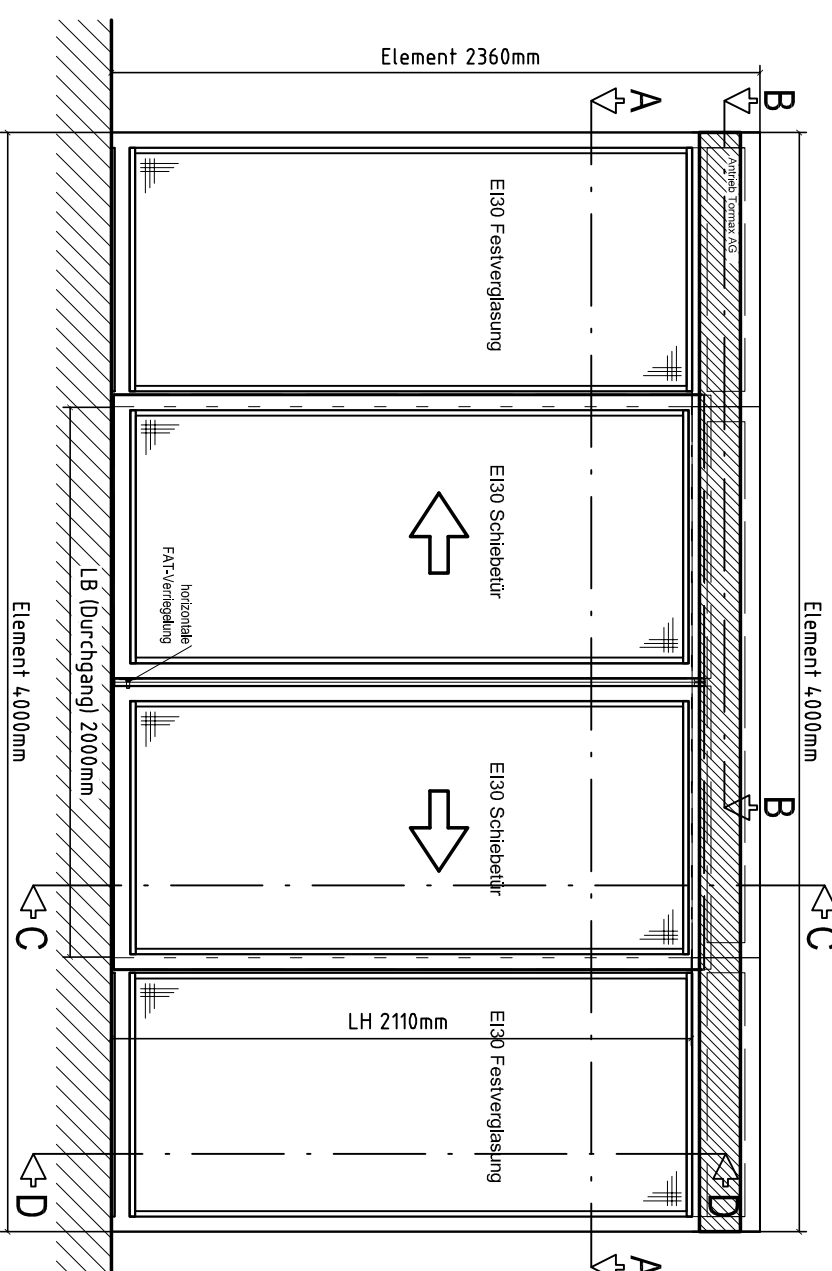 Element 2360mm
A
B
Antrieb Tormax AG
EI30 Festverglasung
EI30 Schiebetür
horizontale
FAT-Verriegelung
LB (Durchgang) 2000mm
Element 4000mm
Element 4000mm
B
EI30 Schiebetür
C
C
LH 2110mm
EI30 Festverglasung
D
D
A